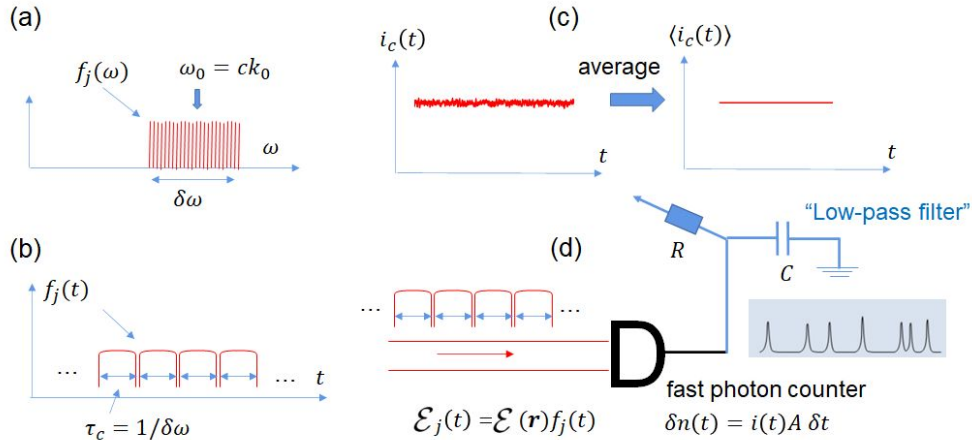 (a)
f_j(ω)
ω_0 = ck_0
ω
δω
i_c(t)
t
average
(c)
⟨i_c(t)⟩
t
"Low-pass filter"
R
C
(b)
f_j(t)
... ... t
τ_c = 1/δω
(d)
... ...
D
fast photon counter
ℰ_j(t) =ℰ (r)f_j(t)
δn(t) = i(t)A δt